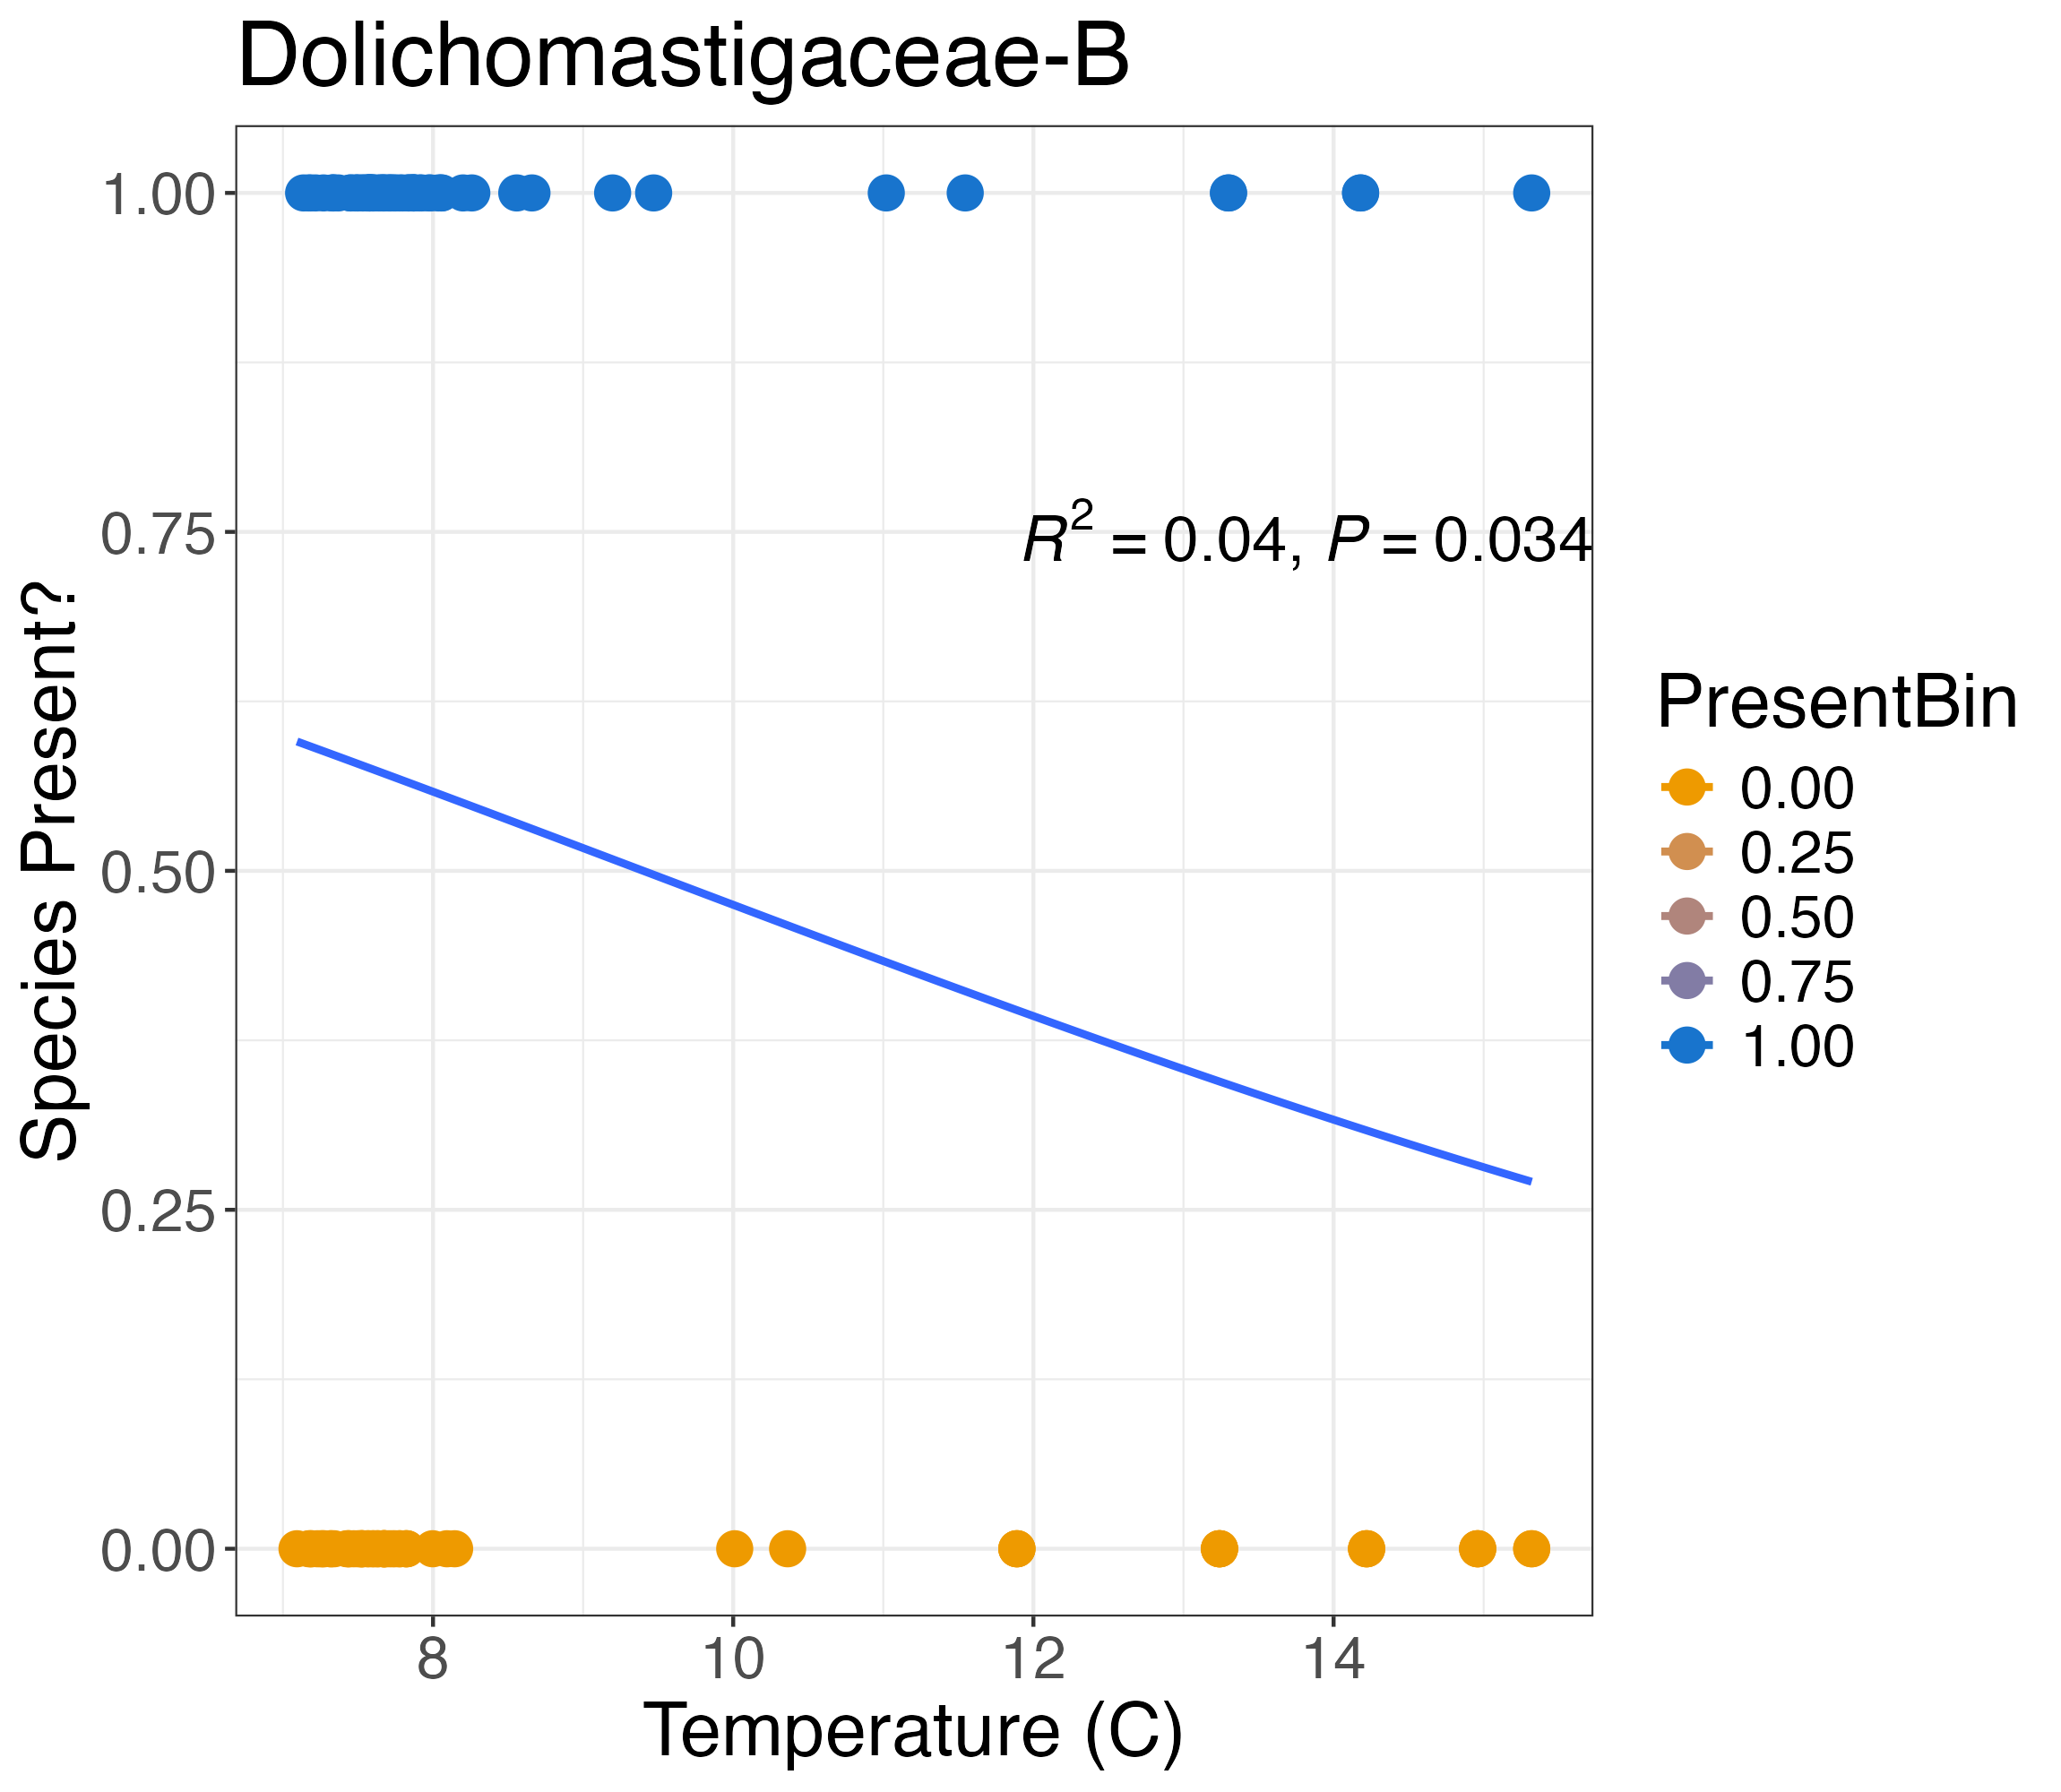 Dolichomastigaceae-B
1.00
0.75
0.50
0.25
0.00
Species Present?
R² = 0.04, P = 0.034
8
10
12
14
Temperature (C)
PresentBin
0.00
0.25
0.50
0.75
1.00